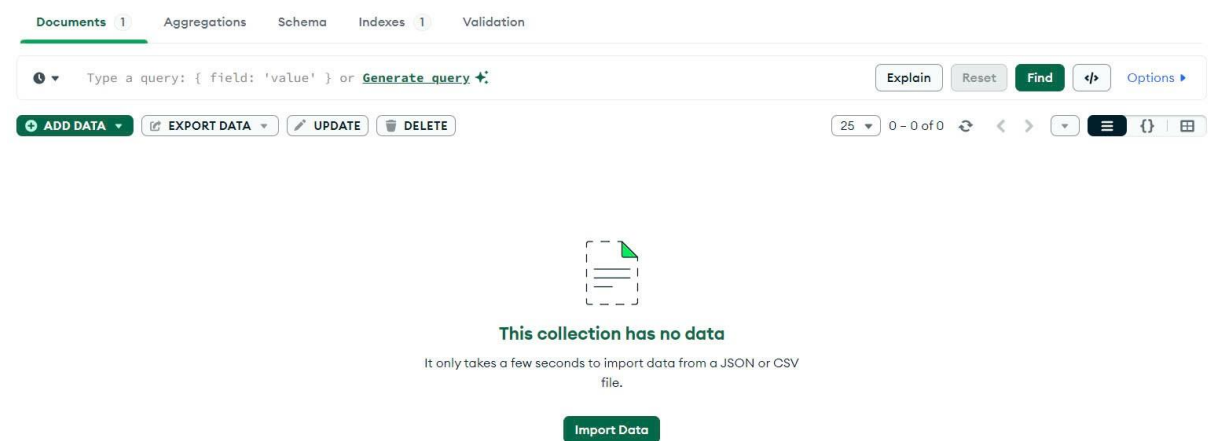 Documents 1 Aggregations Schema Indexes 1 Validation
Type a query: { field: 'value' } or Generate query Explain Reset Find </> Options
ADD DATA EXPORT DATA UPDATE DELETE 25 0 – 0 of 0 {}
This collection has no data
It only takes a few seconds to import data from a JSON or CSV
file.
Import Data